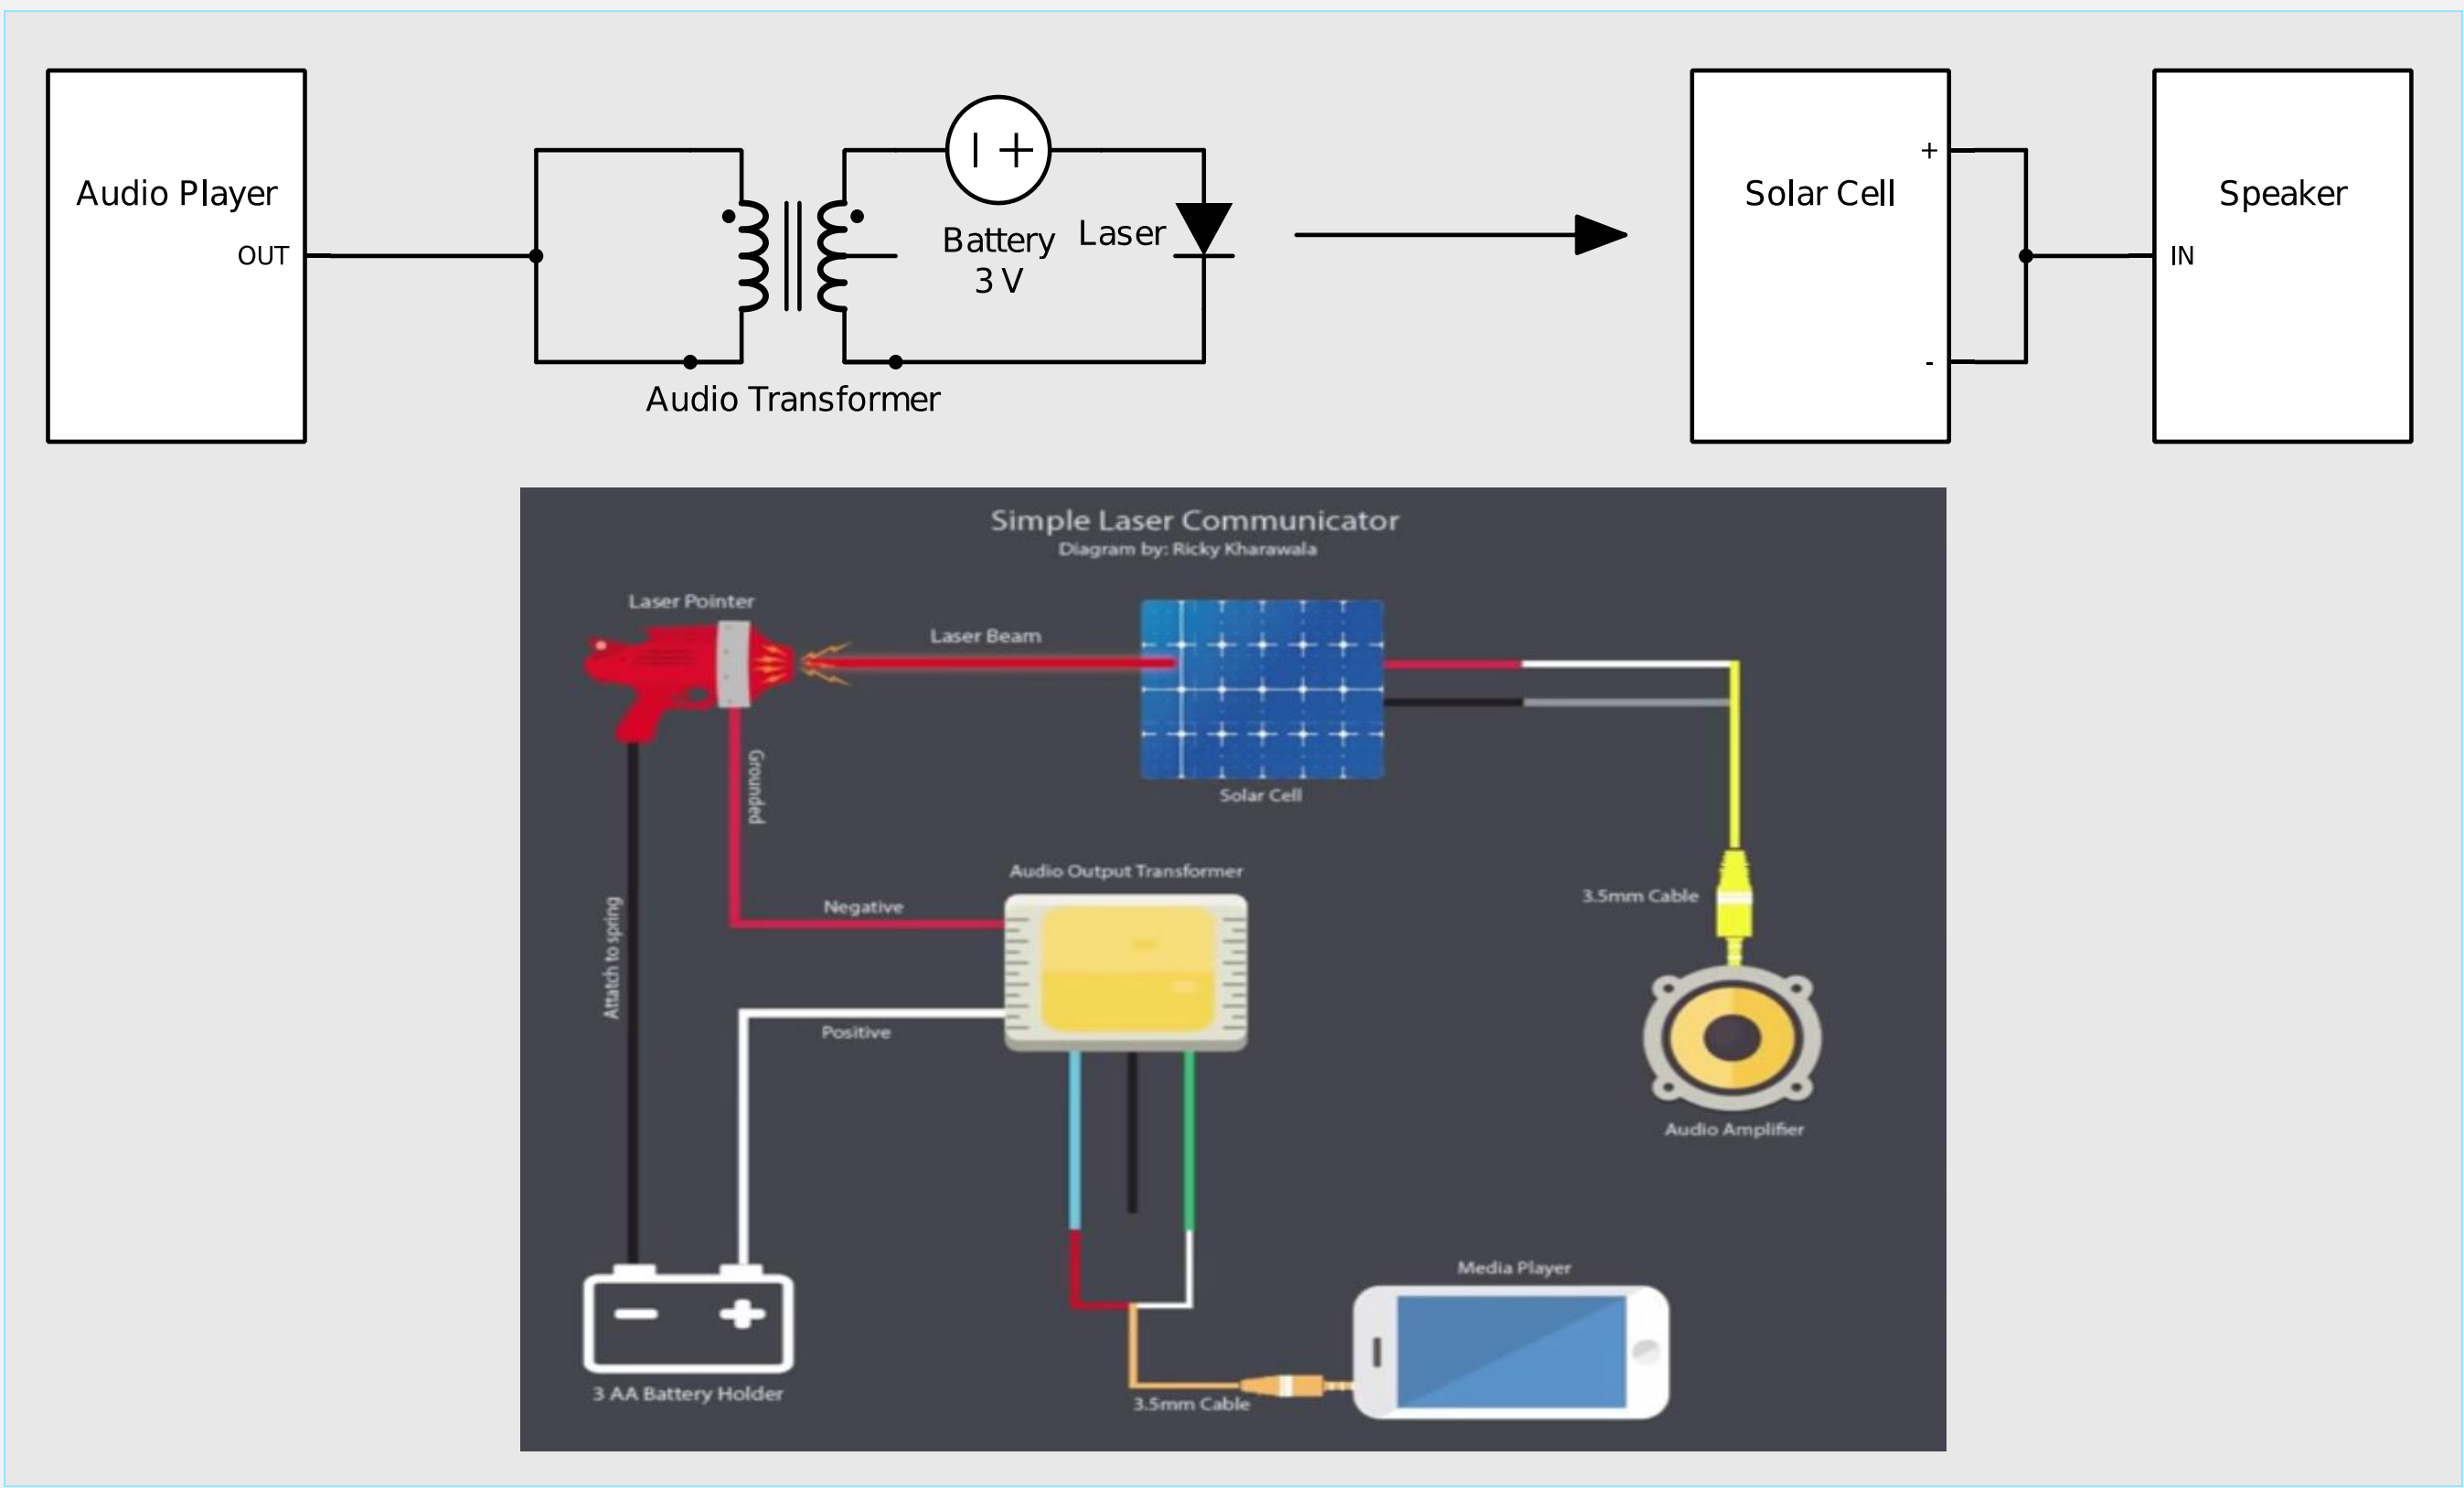 Audio Player
OUT
Audio Transformer
Battery
3 V
Laser
Solar Cell
+
-
Speaker
IN
Simple Laser Communicator
Diagram by: Ricky Kharawala
Laser Pointer
Laser Beam
Solar Cell
Grounded
Attatch to spring
Negative
Positive
Audio Output Transformer
3.5mm Cable
Audio Amplifier
Media Player
3.5mm Cable
3 AA Battery Holder